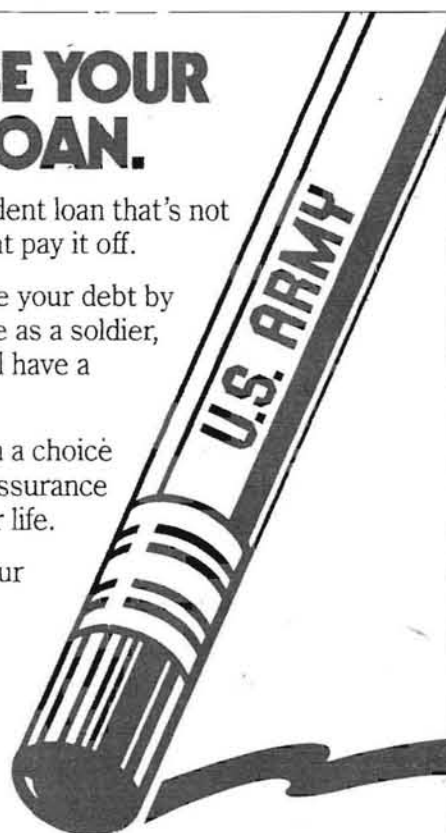 E YOUR
OAN.
dent loan that's not
nt pay it off.
e your debt by
e as a soldier,
l have a
a choice
ssurance
r life.
ur
U.S. ARMY